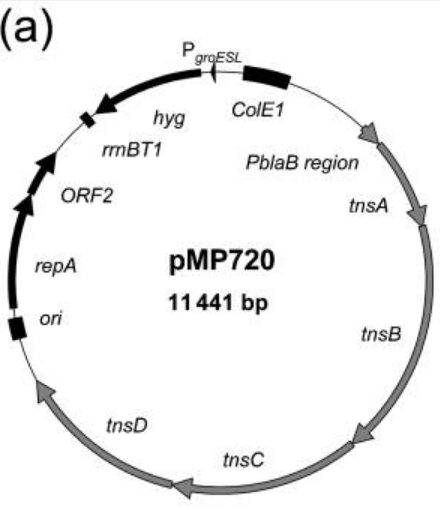 (a)
PgroESL
ColE1
hyg
rrnBT1
PblaB region
ORF2
tnsA
pMP720
11 441 bp
repA
ori
tnsB
tnsD
tnsC